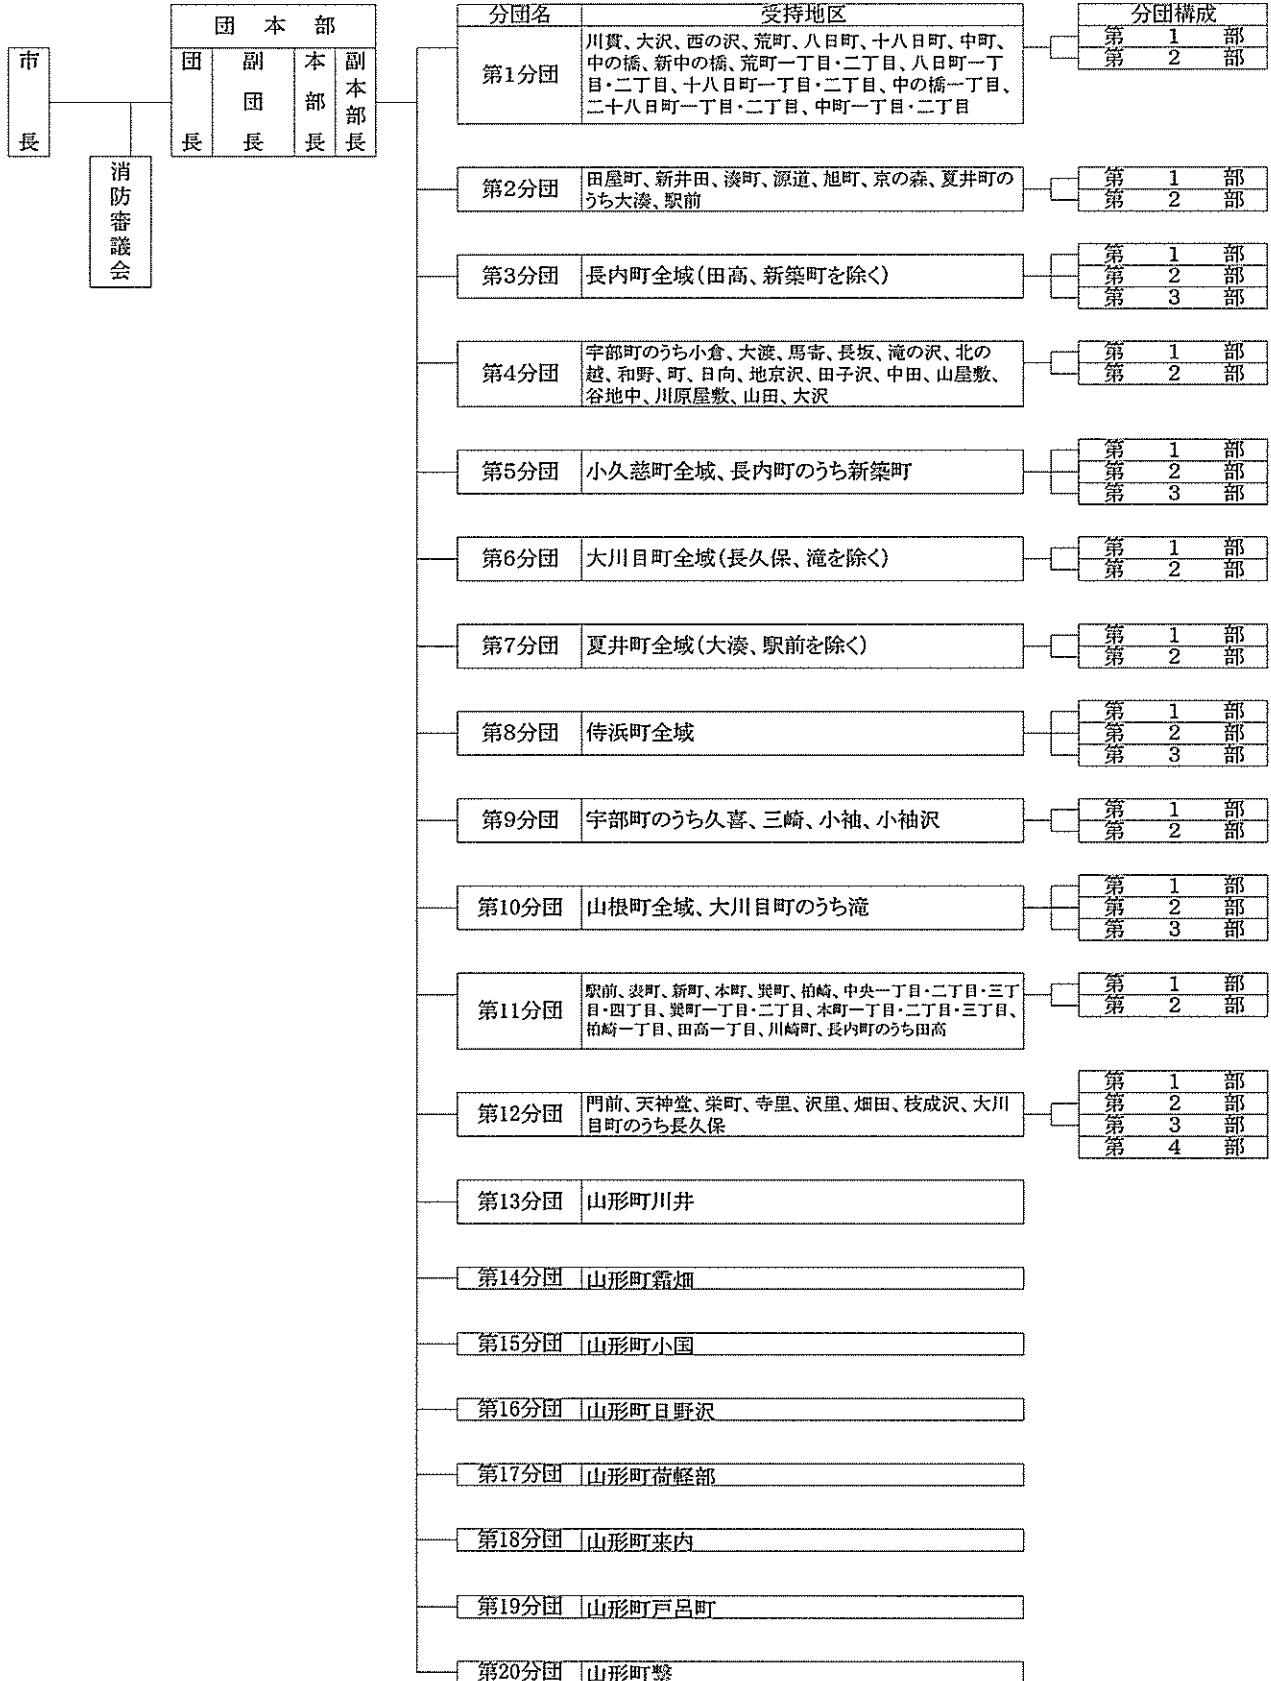 団本部
市長
団長
副団長
本部長
副本部長
消防審議会
分団名 受持地区 分団構成
第1分団
川貫、大沢、西の沢、荒町、八日町、十八日町、中町、
中の橋、新中の橋、荒町一丁目・二丁目、八日町一丁
目・二丁目、十八日町一丁目・二丁目、中の橋一丁目、
二十八日町一丁目・二丁目、中町一丁目・二丁目
第 1 部
第 2 部
第2分団
田屋町、新井田、湊町、源道、旭町、京の森、夏井町の
うち大湊、駅前
第 1 部
第 2 部
第3分団 長内町全域(田高、新築町を除く)
第 1 部
第 2 部
第 3 部
第4分団
宇部町のうち小倉、大渡、馬寄、長坂、滝の沢、北の
越、和野、町、日向、地京沢、田子沢、中田、山屋敷、
谷地中、川原屋敷、山田、大沢
第 1 部
第 2 部
第5分団 小久慈町全域、長内町のうち新築町
第 1 部
第 2 部
第 3 部
第6分団 大川目町全域(長久保、滝を除く)
第 1 部
第 2 部
第7分団 夏井町全域(大湊、駅前を除く)
第 1 部
第 2 部
第8分団 侍浜町全域
第 1 部
第 2 部
第 3 部
第9分団 宇部町のうち久喜、三崎、小袖、小袖沢
第 1 部
第 2 部
第10分団 山根町全域、大川目町のうち滝
第 1 部
第 2 部
第 3 部
第11分団
駅前、表町、新町、本町、巽町、柏崎、中央一丁目・二丁目・三丁
目・四丁目、巽町一丁目・二丁目、本町一丁目・二丁目・三丁目、
柏崎一丁目、田高一丁目、川崎町、長内町のうち田高
第 1 部
第 2 部
第12分団
門前、天神堂、栄町、寺里、沢里、畑田、枝成沢、大川
目町のうち長久保
第 1 部
第 2 部
第 3 部
第 4 部
第13分団 山形町川井
第14分団 山形町霜畑
第15分団 山形町小国
第16分団 山形町日野沢
第17分団 山形町荷軽部
第18分団 山形町来内
第19分団 山形町戸呂町
第20分団 山形町繋